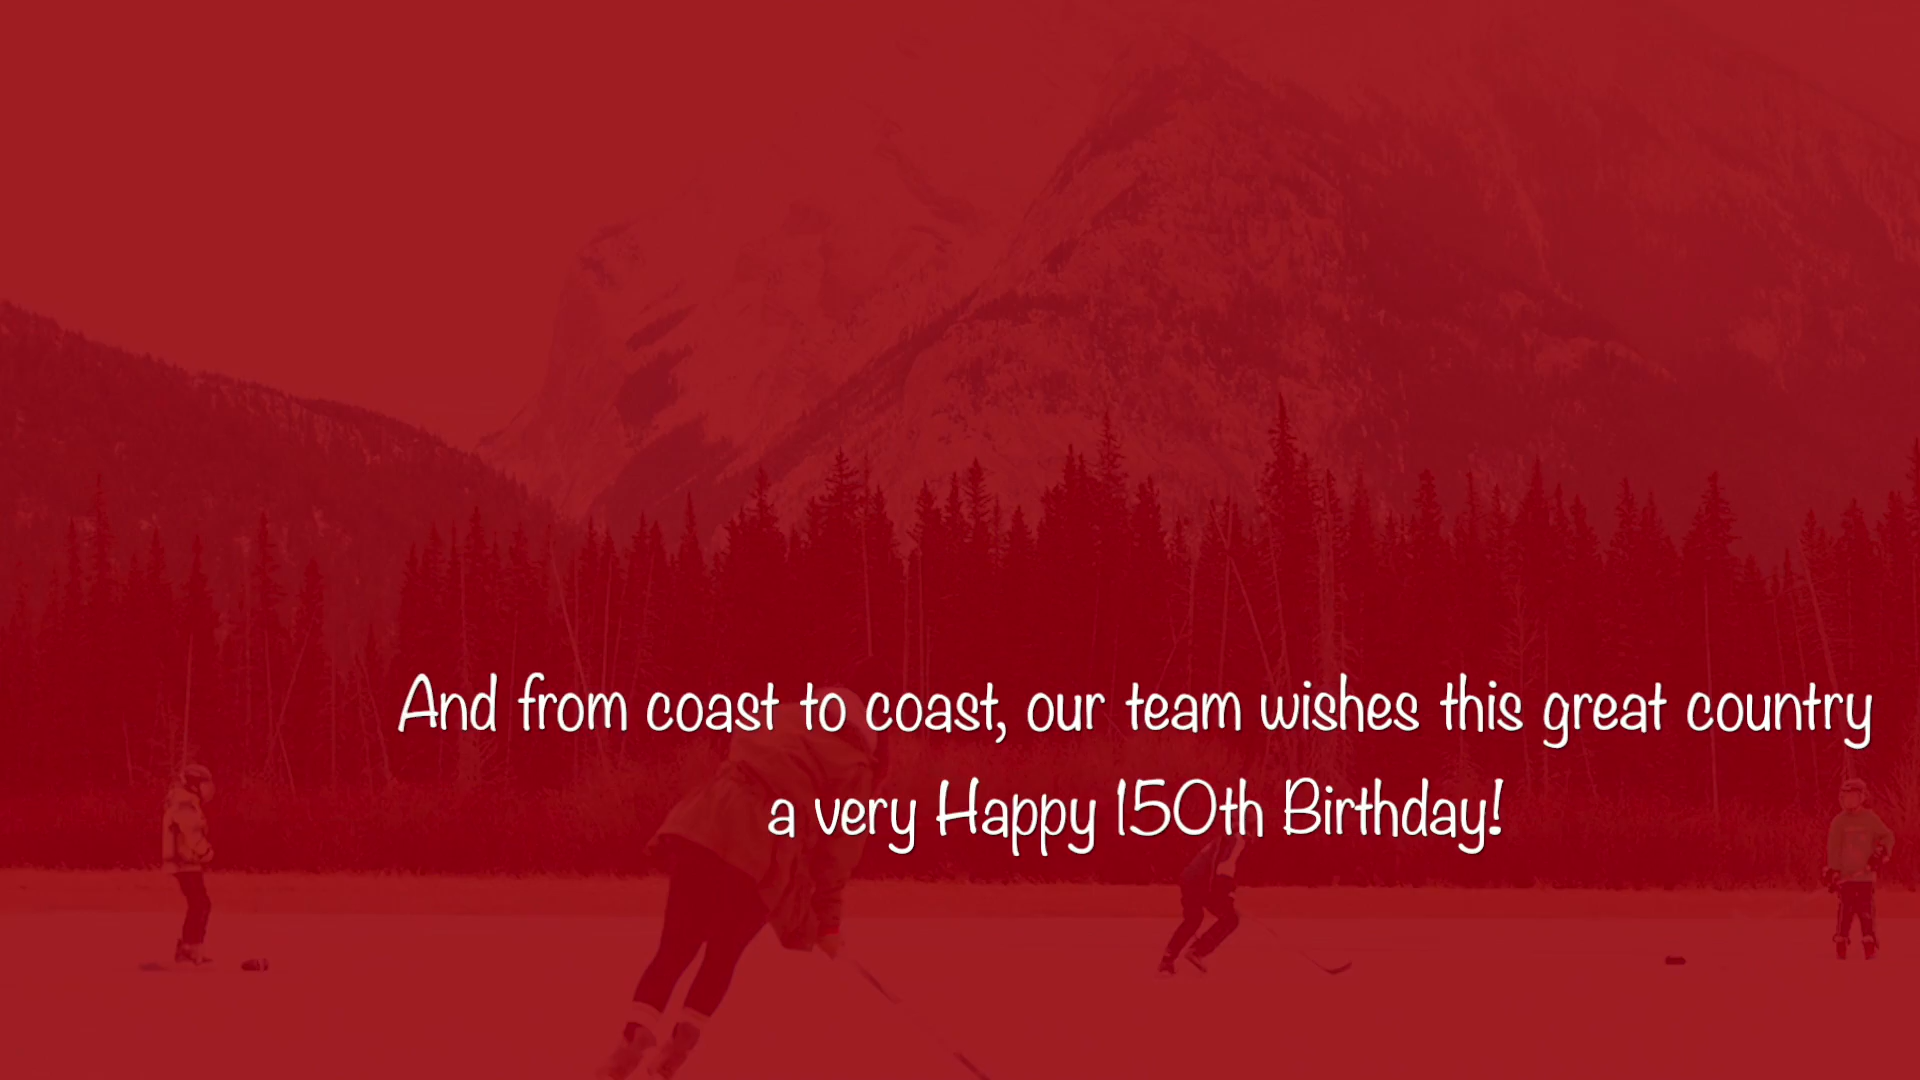 And from coast to coast, our team wishes this great country
a very Happy 150th Birthday!